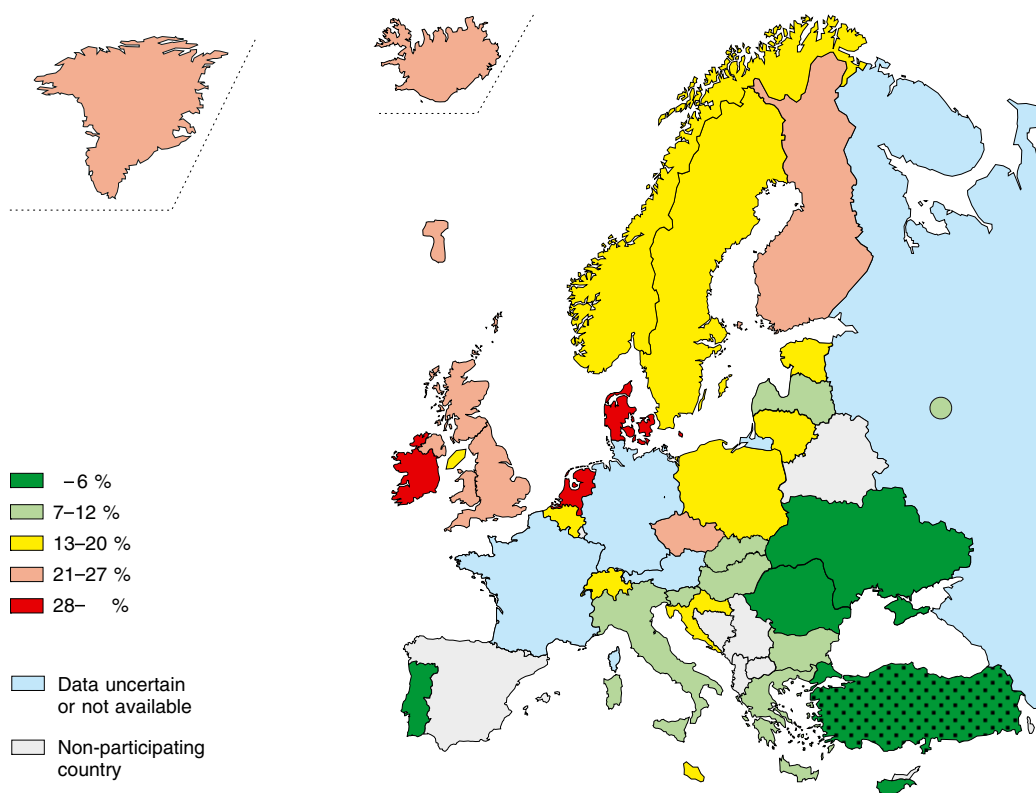 –6 %
7–12 %
13–20 %
21–27 %
28– %
Data uncertain
or not available
Non-participating
country